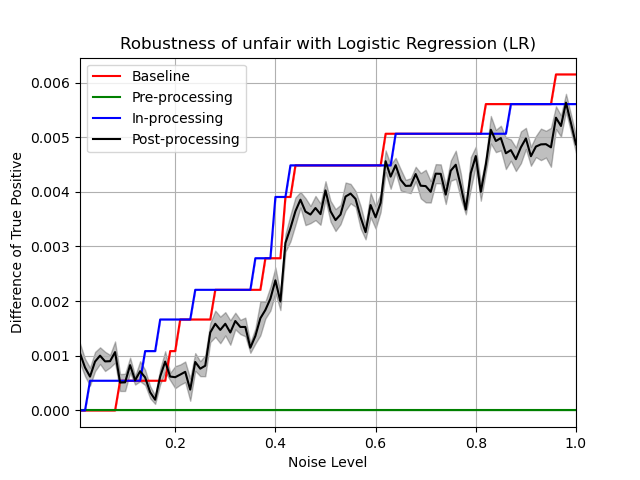 Robustness of unfair with Logistic Regression (LR)
Baseline
Pre-processing
In-processing
Post-processing
Difference of True Positive
0.006
0.005
0.004
0.003
0.002
0.001
0.000
0.2
0.4
0.6
0.8
1.0
Noise Level